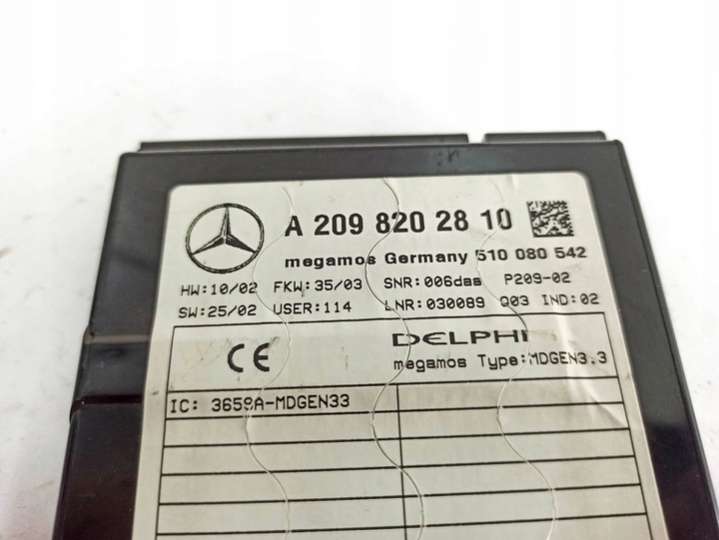 A 209 820 28 10
megamos Germany 510 080 542
HW:10/02 FKW:35/03 SNR:006daa P209-02
SW:25/02 USER:114 LNR:030089 Q03 IND:02
CE DELPHI
megamos Type:MDGEN3.3
IC: 3659A-MDGEN33